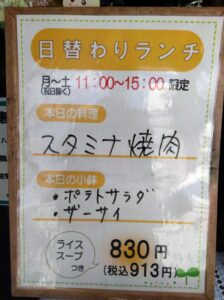 日替わりランチ
月～土 11:00～15:00 限定
(祝日除く)
本日の料理
スタミナ焼肉
本日の小鉢
・ポテトサラダ
・ザーサイ
ライス
スープ
つき
830円
(税込913円)